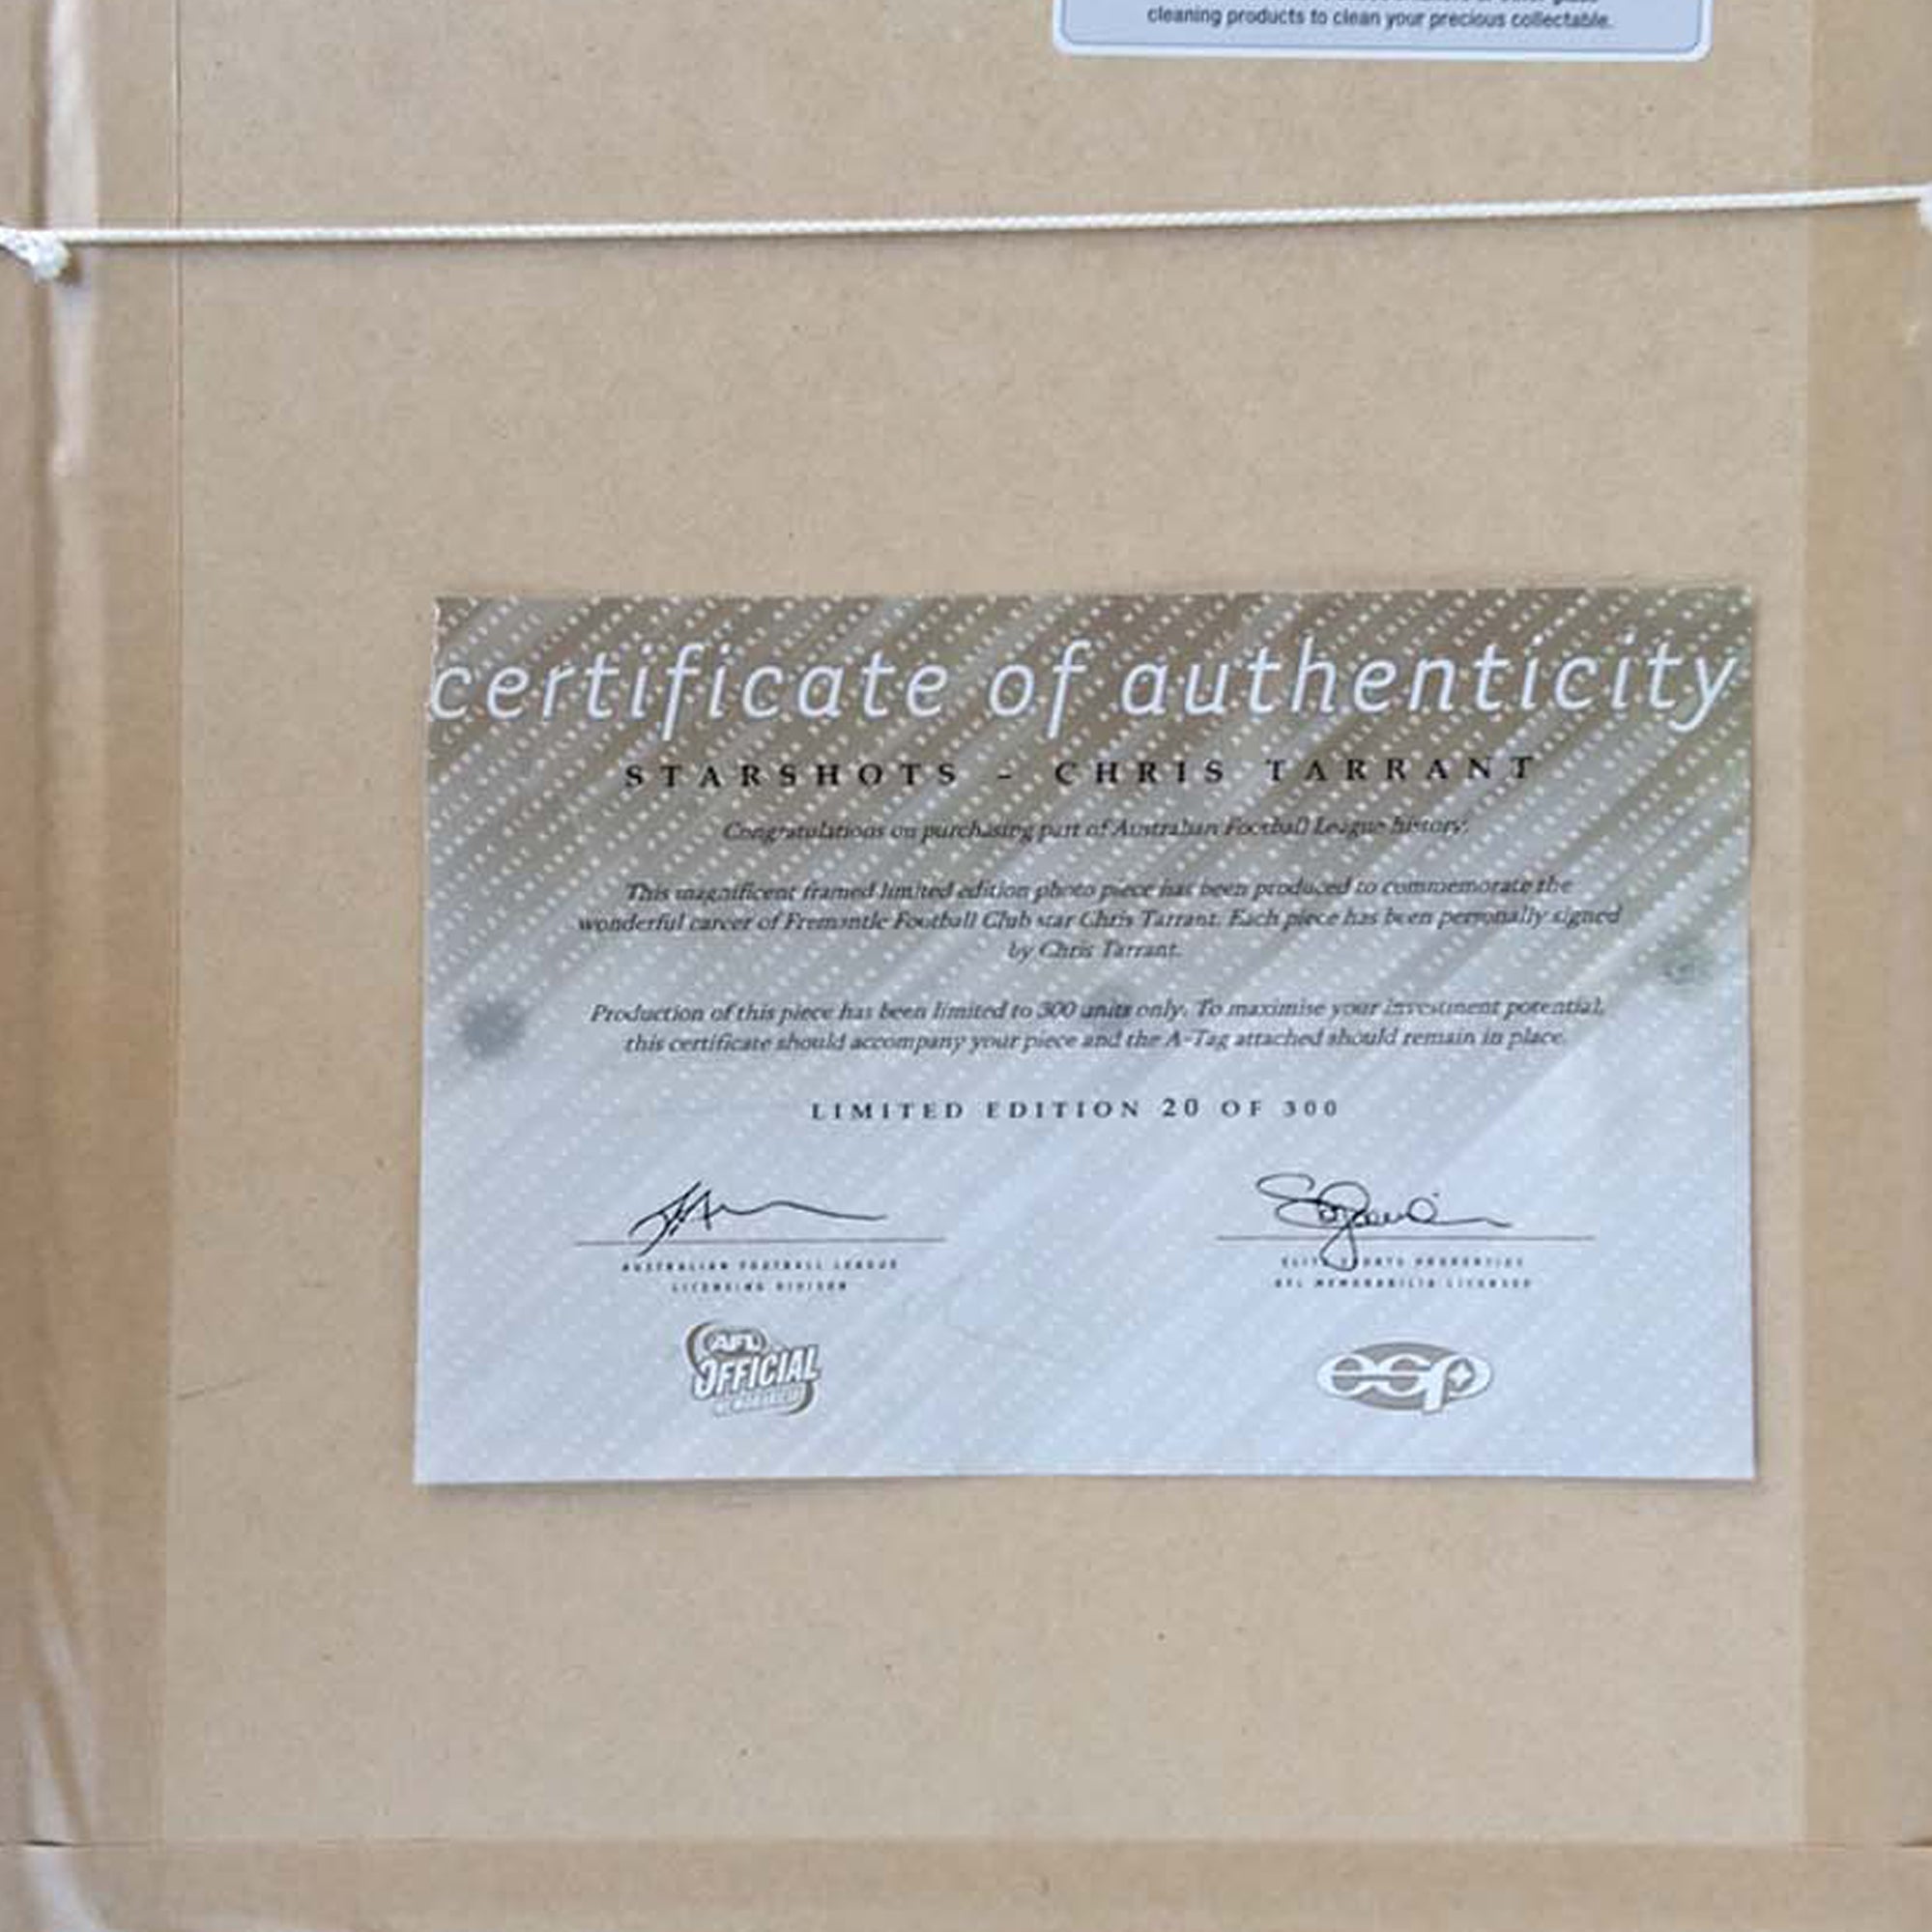 cleaning products to clean your precious collectable.
certificate of authenticity
STARSHOTS - CHRIS TARRANT
Congratulations on purchasing part of Australian Football League history.
This magnificent framed limited edition photo piece has been produced to commemorate the
wonderful career of Fremantle Football Club star Chris Tarrant. Each piece has been personally signed
by Chris Tarrant.
Production of this piece has been limited to 300 units only. To maximise your investment potential,
this certificate should accompany your piece and the A-Tag attached should remain in place.
LIMITED EDITION 20 OF 300
AUSTRALIAN FOOTBALL LEAGUE
LICENSING DIVISION
ELITE SPORTS PROPERTIES
AFL MEMORABILIA LICENSEE
AFL
OFFICIAL
MEMORABILIA
esp